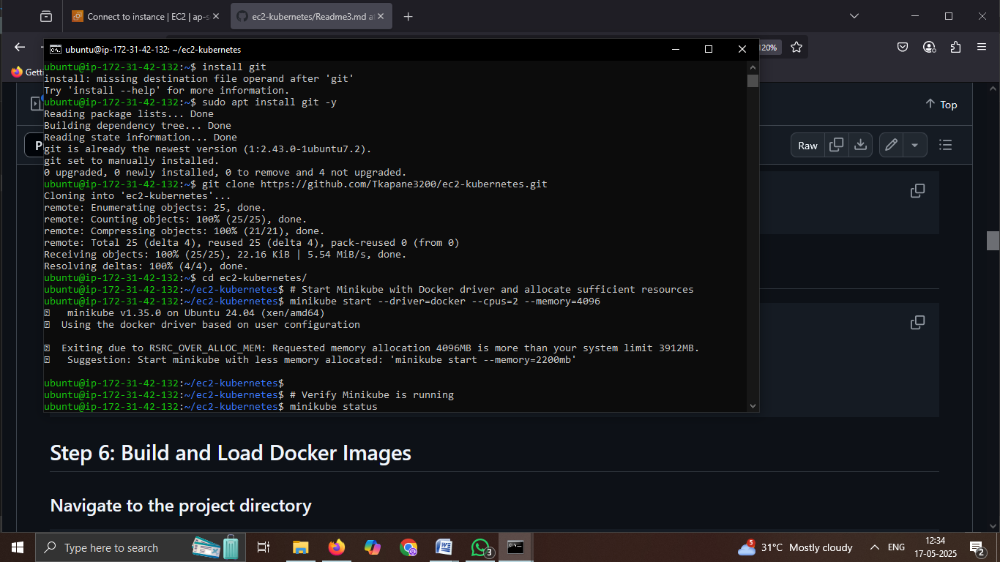 Connect to instance | EC2 | ap-s
ec2-kubernetes/Readme3.md a
ubuntu@ip-172-31-42-132: ~/ec2-kubernetes
120%
Gett
ubuntu@ip-172-31-42-132:~$ install git
install: missing destination file operand after 'git'
Try 'install --help' for more information.
ubuntu@ip-172-31-42-132:~$ sudo apt install git -y
Reading package lists... Done
Building dependency tree... Done
Reading state information... Done
git is already the newest version (1:2.43.0-1ubuntu7.2).
git set to manually installed.
0 upgraded, 0 newly installed, 0 to remove and 4 not upgraded.
ubuntu@ip-172-31-42-132:~$ git clone https://github.com/Tkapane3200/ec2-kubernetes.git
Cloning into 'ec2-kubernetes'...
remote: Enumerating objects: 25, done.
remote: Counting objects: 100% (25/25), done.
remote: Compressing objects: 100% (21/21), done.
remote: Total 25 (delta 4), reused 25 (delta 4), pack-reused 0 (from 0)
Receiving objects: 100% (25/25), 22.16 KiB | 5.54 MiB/s, done.
Resolving deltas: 100% (4/4), done.
ubuntu@ip-172-31-42-132:~$ cd ec2-kubernetes/
ubuntu@ip-172-31-42-132:~/ec2-kubernetes$ # Start Minikube with Docker driver and allocate sufficient resources
ubuntu@ip-172-31-42-132:~/ec2-kubernetes$ minikube start --driver=docker --cpus=2 --memory=4096
minikube v1.35.0 on Ubuntu 24.04 (xen/amd64)
Using the docker driver based on user configuration
Exiting due to RSRC_OVER_ALLOC_MEM: Requested memory allocation 4096MB is more than your system limit 3912MB.
Suggestion: Start minikube with less memory allocated: 'minikube start --memory=2200mb'
ubuntu@ip-172-31-42-132:~/ec2-kubernetes$
ubuntu@ip-172-31-42-132:~/ec2-kubernetes$ # Verify Minikube is running
ubuntu@ip-172-31-42-132:~/ec2-kubernetes$ minikube status
Top
P
Raw
Step 6: Build and Load Docker Images
Navigate to the project directory
Type here to search
3
5
31°C Mostly cloudy
ENG
12:34
17-05-2025
2